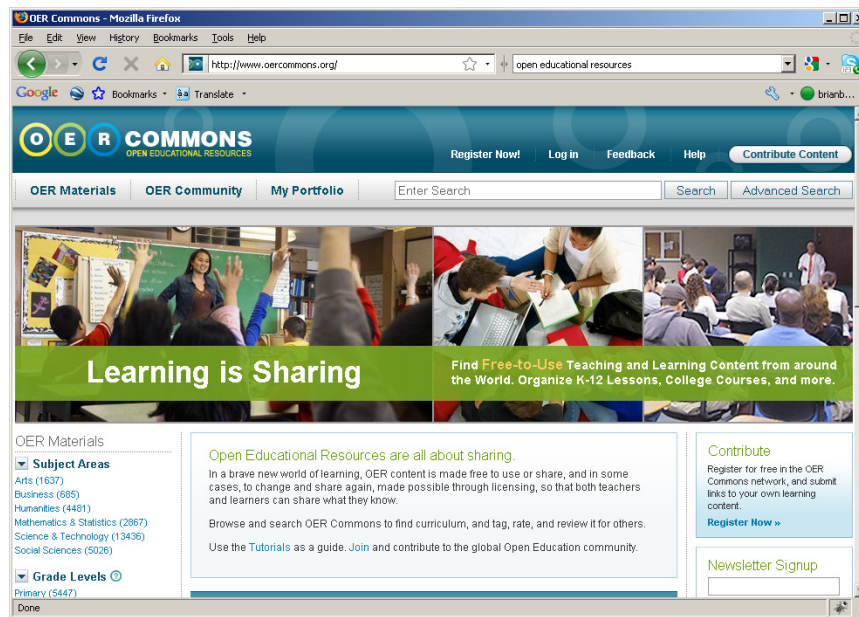 OER Commons - Mozilla Firefox
File Edit View History Bookmarks Tools Help
http://www.oercommons.org/
open educational resources
Google Bookmarks Translate brianb...
OER COMMONS
OPEN EDUCATIONAL RESOURCES
Register Now! Log in Feedback Help Contribute Content
OER Materials OER Community My Portfolio Enter Search Search Advanced Search
Learning is Sharing
Find Free-to-Use Teaching and Learning Content from around
the World. Organize K-12 Lessons, College Courses, and more.
OER Materials
Subject Areas
Arts (1637)
Business (685)
Humanities (4481)
Mathematics & Statistics (2867)
Science & Technology (13436)
Social Sciences (5026)
Grade Levels
Primary (5447)
Open Educational Resources are all about sharing.
In a brave new world of learning, OER content is made free to use or share, and in some
cases, to change and share again, made possible through licensing, so that both teachers
and learners can share what they know.
Browse and search OER Commons to find curriculum, and tag, rate, and review it for others.
Use the Tutorials as a guide. Join and contribute to the global Open Education community.
Contribute
Register for free in the OER
Commons network, and submit
links to your own learning
content.
Register Now »
Newsletter Signup
Done